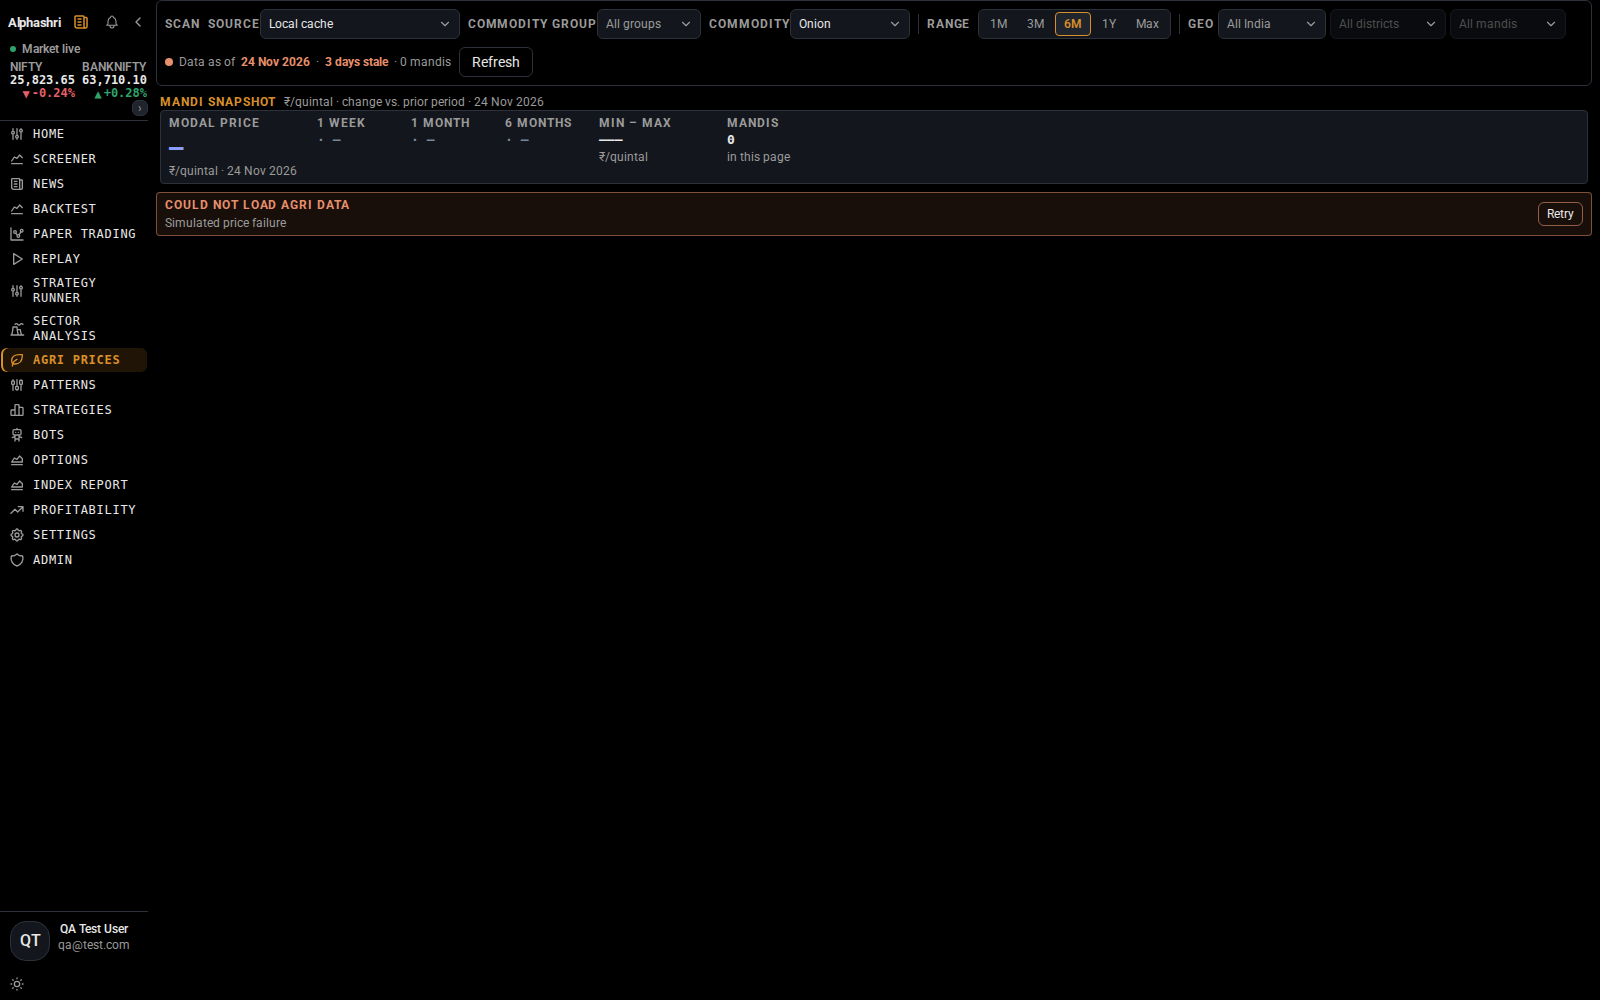 Alphashri
Market live
NIFTY BANKNIFTY
25,823.65 63,710.10
▼-0.24% ▲+0.28%
›
HOME
SCREENER
NEWS
BACKTEST
PAPER TRADING
REPLAY
STRATEGY
RUNNER
SECTOR
ANALYSIS
AGRI PRICES
PATTERNS
STRATEGIES
BOTS
OPTIONS
INDEX REPORT
PROFITABILITY
SETTINGS
ADMIN
QT
QA Test User
qa@test.com
SCAN SOURCE Local cache COMMODITY GROUP All groups COMMODITY Onion RANGE 1M 3M 6M 1Y Max GEO All India All districts All mandis
Data as of 24 Nov 2026 · 3 days stale · 0 mandis Refresh
MANDI SNAPSHOT ₹/quintal · change vs. prior period · 24 Nov 2026
MODAL PRICE 1 WEEK 1 MONTH 6 MONTHS MIN – MAX MANDIS
— · — · — · — ——— 0
₹/quintal in this page
₹/quintal · 24 Nov 2026
COULD NOT LOAD AGRI DATA
Simulated price failure
Retry